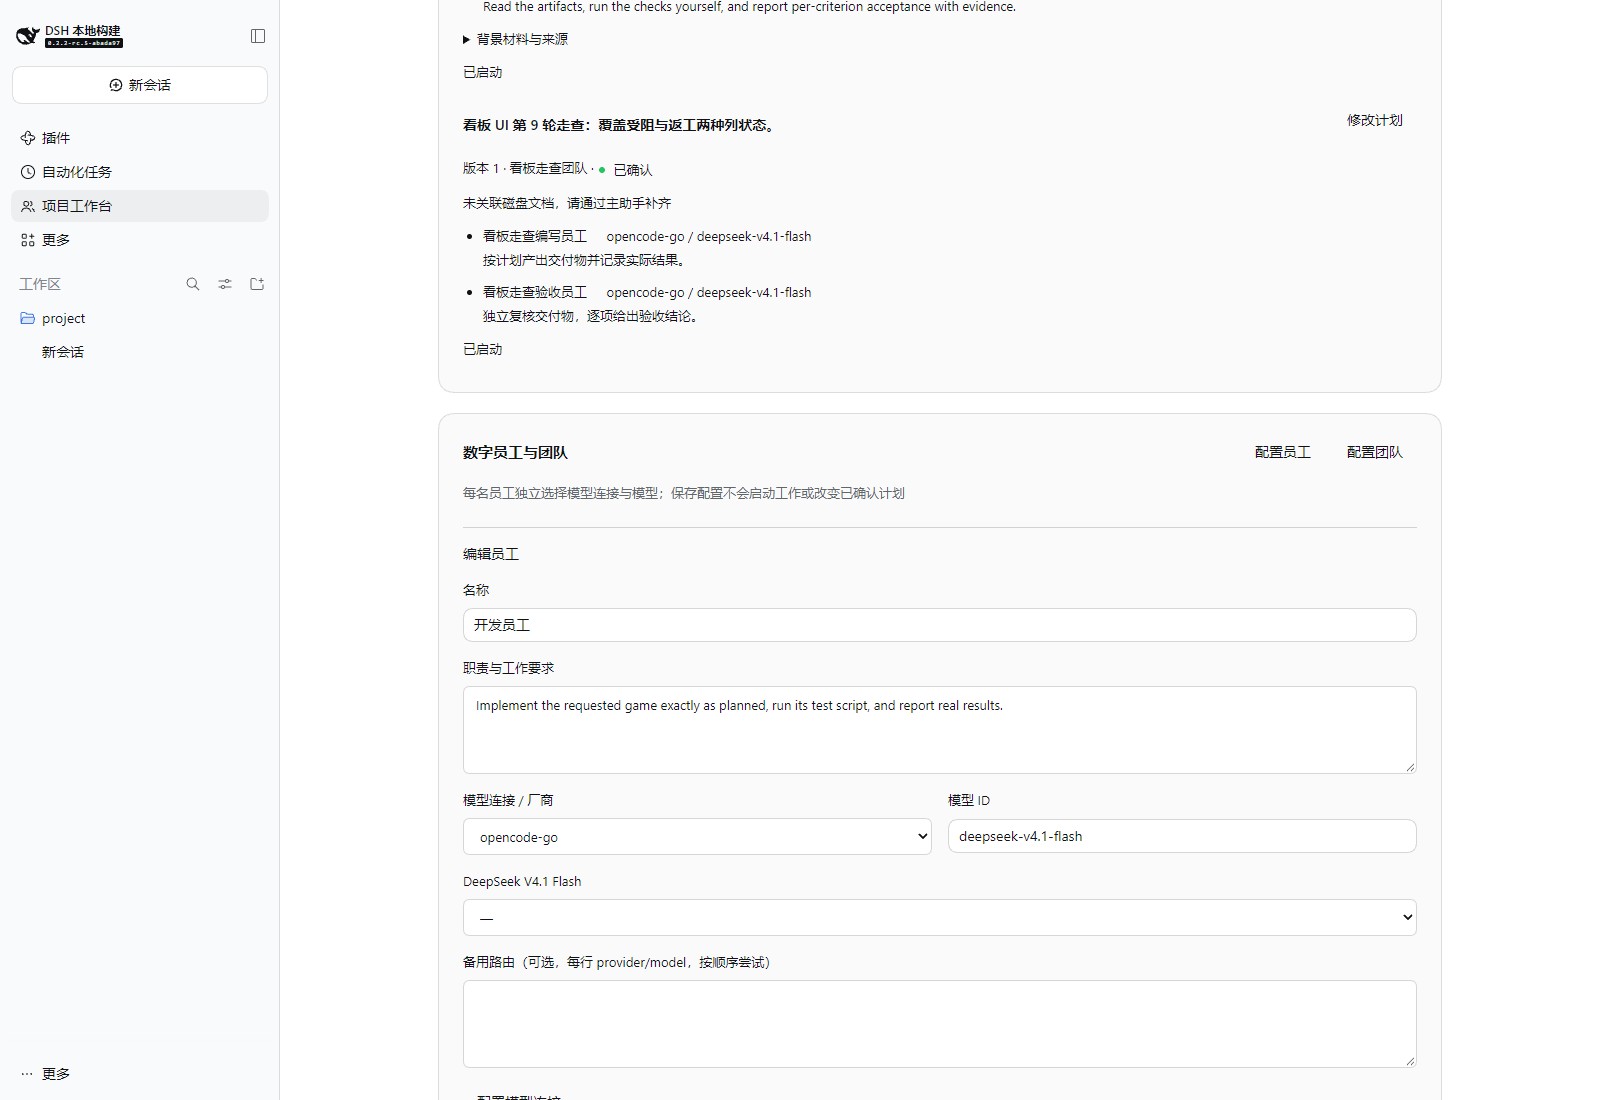 DSH 本地构建
0.3.2-rc.5-abada97
新会话
插件
自动化任务
项目工作台
更多
工作区
project
新会话
更多
Read the artifacts, run the checks yourself, and report per-criterion acceptance with evidence.
背景材料与来源
已启动
看板 UI 第 9 轮走查：覆盖受阻与返工两种列状态。
修改计划
版本 1 · 看板走查团队 · 已确认
未关联磁盘文档，请通过主助手补齐
看板走查编写员工 opencode-go / deepseek-v4.1-flash
按计划产出交付物并记录实际结果。
看板走查验收员工 opencode-go / deepseek-v4.1-flash
独立复核交付物，逐项给出验收结论。
已启动
数字员工与团队
配置员工
配置团队
每名员工独立选择模型连接与模型；保存配置不会启动工作或改变已确认计划
编辑员工
名称
开发员工
职责与工作要求
Implement the requested game exactly as planned, run its test script, and report real results.
模型连接 / 厂商
模型 ID
opencode-go
deepseek-v4.1-flash
DeepSeek V4.1 Flash
—
备用路由（可选，每行 provider/model，按顺序尝试）
配置模型连接